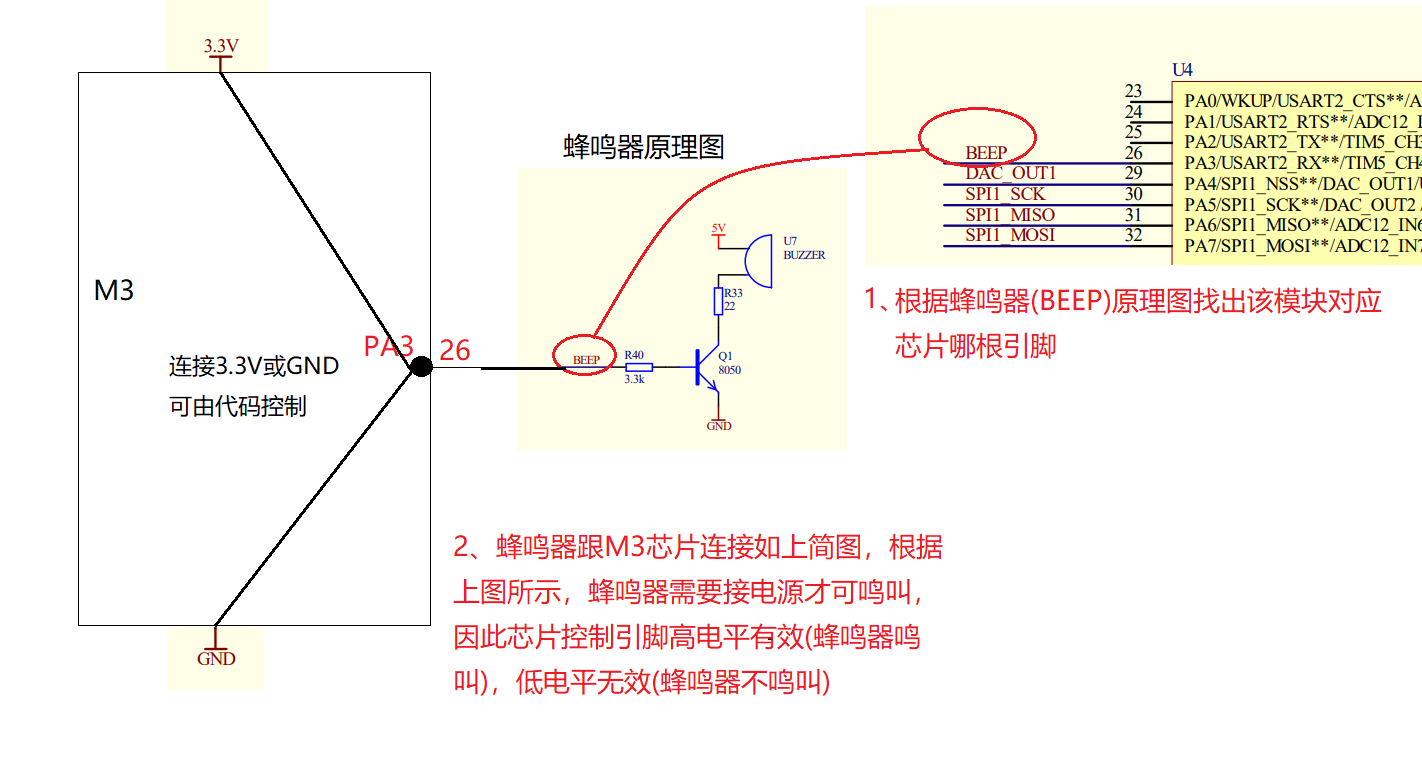 3.3V
M3
PA3
26
连接3.3V或GND
可由代码控制
GND
蜂鸣器原理图
5V
U7
BUZZER
R33
22
BEEP
R40
3.3k
Q1
8050
GND
U4
23
PA0/WKUP/USART2_CTS**/A
24
PA1/USART2_RTS**/ADC12_I
25
PA2/USART2_TX**/TIM5_CH3
BEEP
26
PA3/USART2_RX**/TIM5_CH4
DAC_OUT1
29
PA4/SPI1_NSS**/DAC_OUT1/U
SPI1_SCK
30
PA5/SPI1_SCK**/DAC_OUT2 /
SPI1_MISO
31
PA6/SPI1_MISO**/ADC12_IN6
SPI1_MOSI
32
PA7/SPI1_MOSI**/ADC12_IN7
1、根据蜂鸣器(BEEP)原理图找出该模块对应
芯片哪根引脚
2、蜂鸣器跟M3芯片连接如上简图，根据
上图所示，蜂鸣器需要接电源才可鸣叫，
因此芯片控制引脚高电平有效(蜂鸣器鸣
叫)，低电平无效(蜂鸣器不鸣叫)